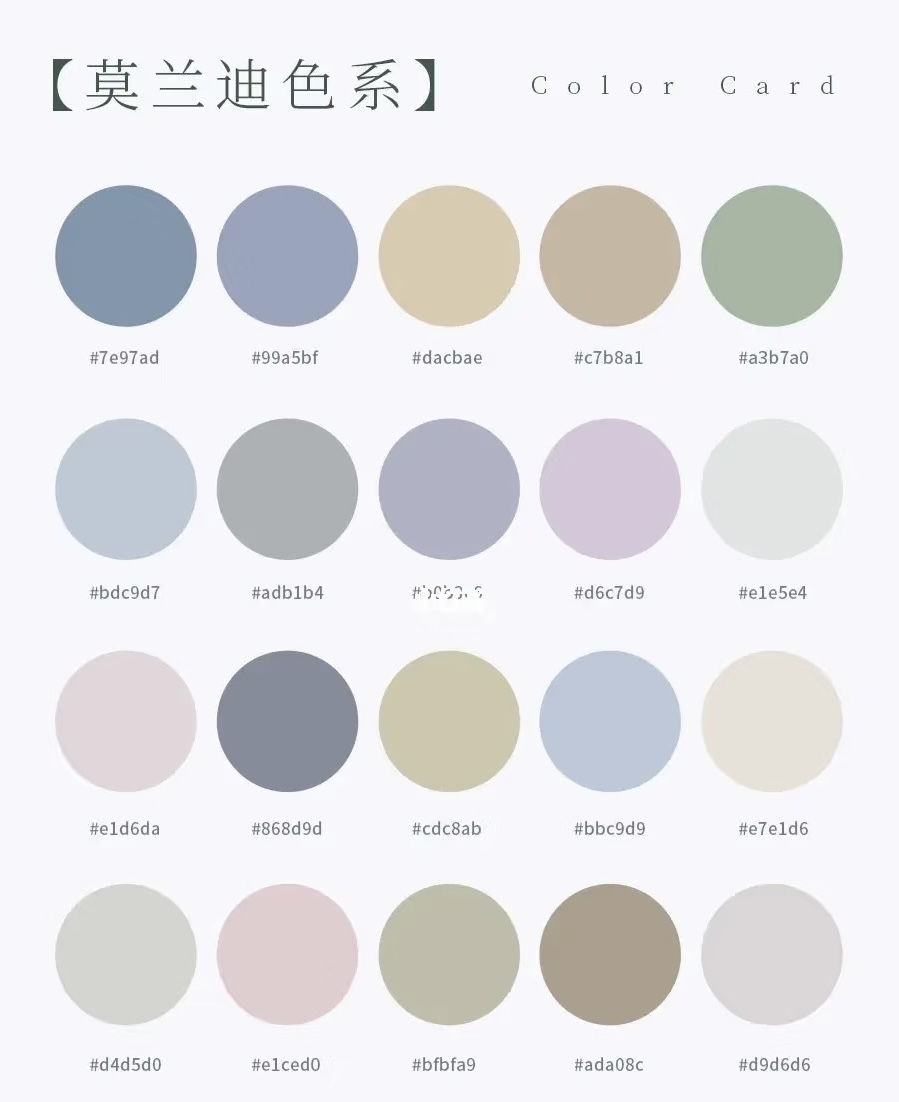 【莫兰迪色系】 Color Card
#7e97ad #99a5bf #dacbae #c7b8a1 #a3b7a0
#bdc9d7 #adb1b4 #d6c7d9 #e1e5e4
#e1d6da #868d9d #cdc8ab #bbc9d9 #e7e1d6
#d4d5d0 #e1ced0 #bfbfa9 #ada08c #d9d6d6